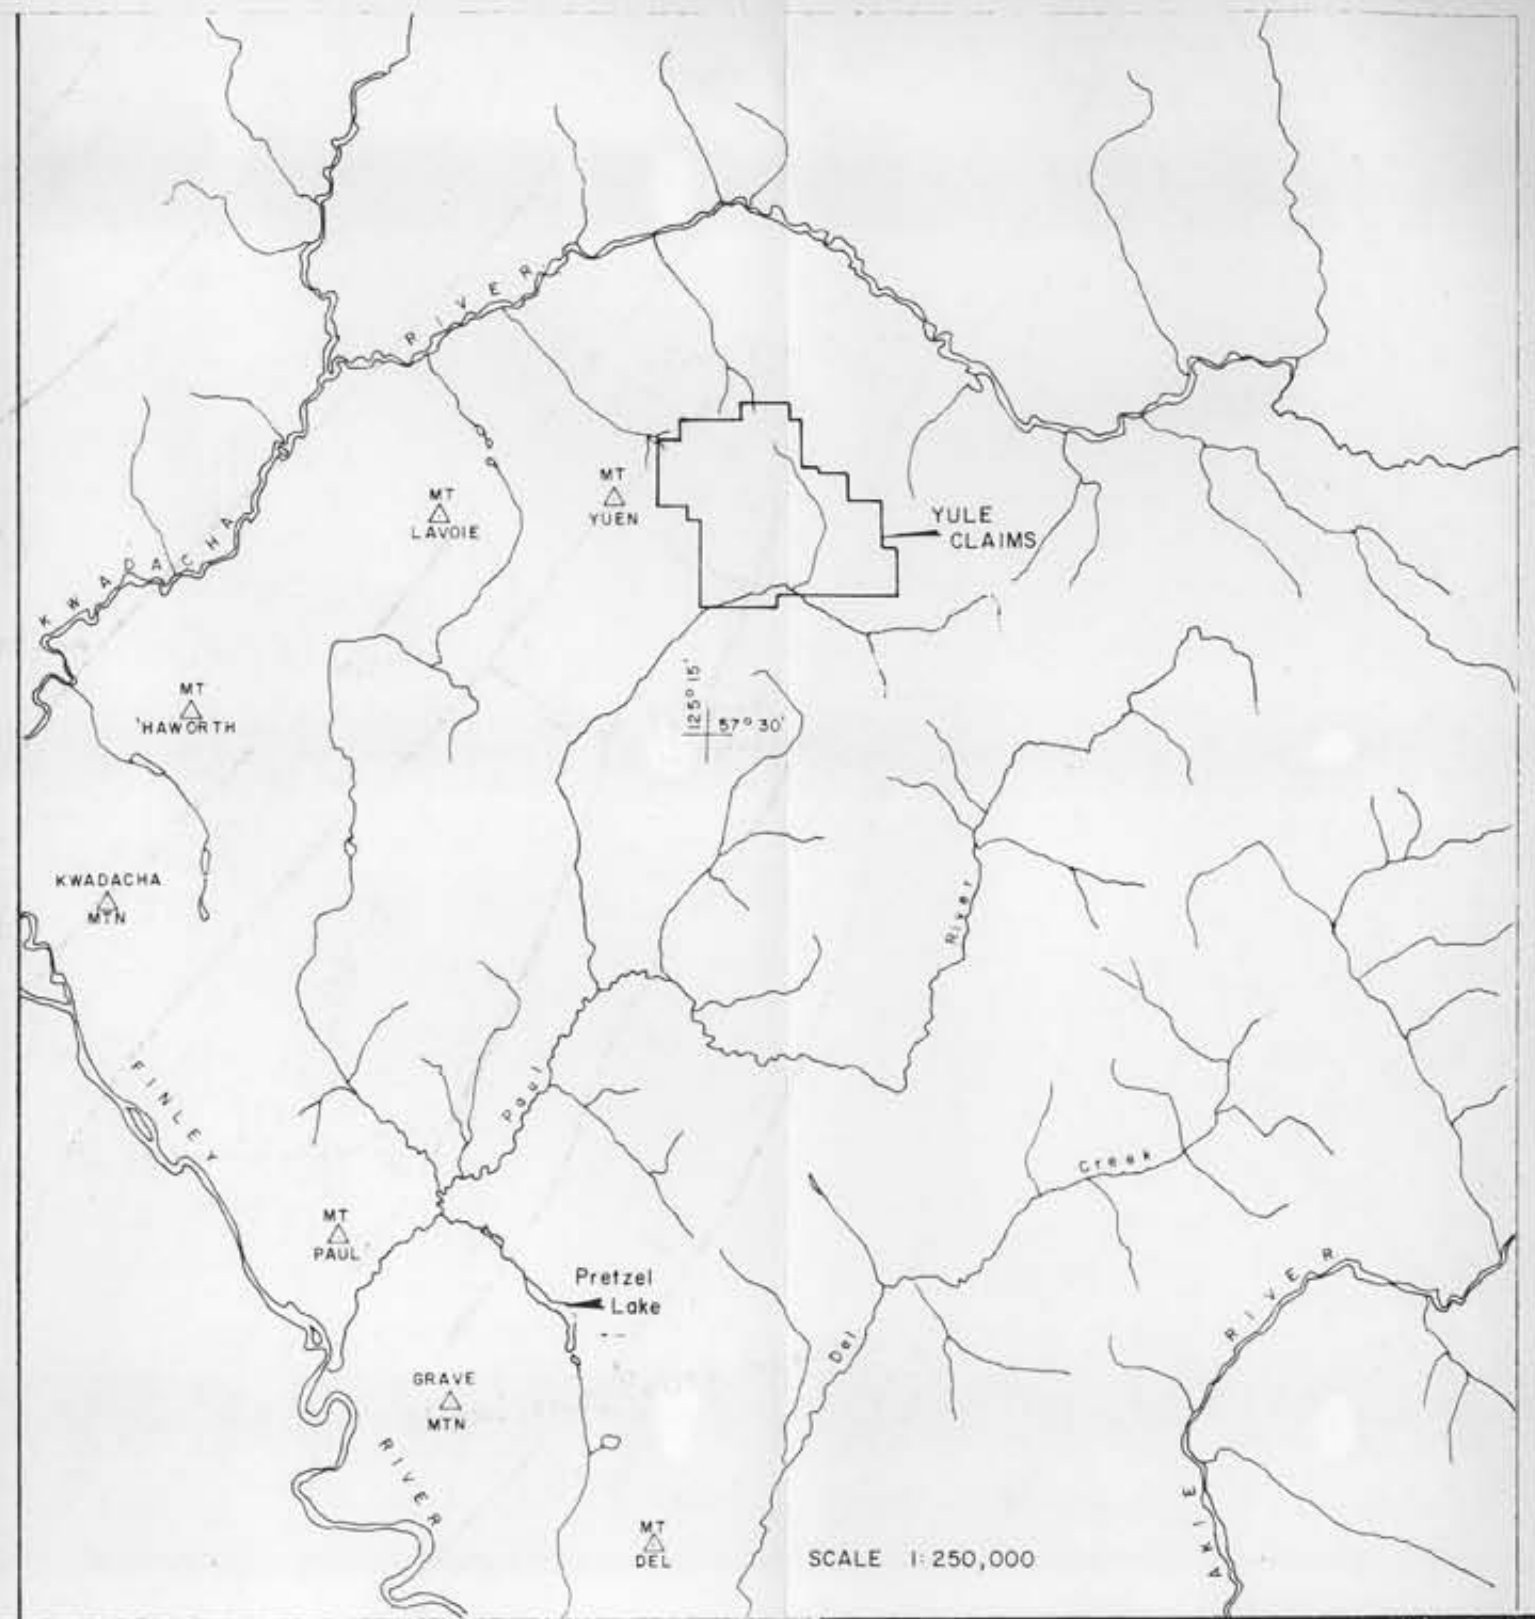 KWADACHA RIVER
MT
LAVOIE
MT
YUEN
YULE
CLAIMS
MT
HAWORTH
125° 15'
57° 30'
KWADACHA
MTN
River
FINLEY
Paul
Creek
MT
PAUL
Pretzel
Lake
RIVER
Del
GRAVE
MTN
RIVER
AKIE
MT
DEL
SCALE 1:250,000